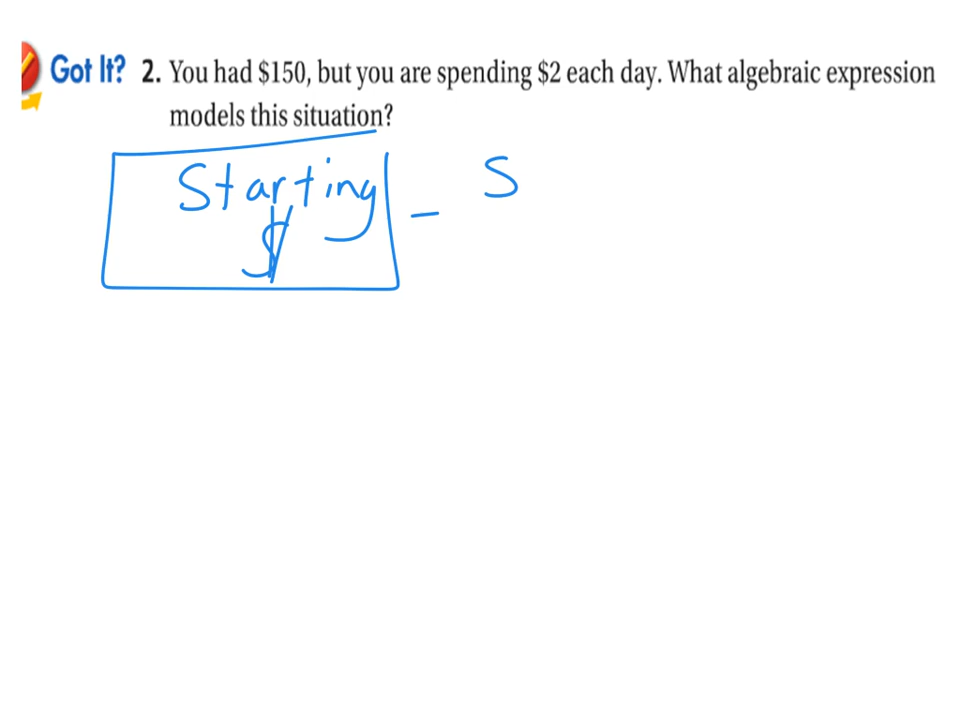 Got It? 2. You had $150, but you are spending $2 each day. What algebraic expression
models this situation?
Starting - S
$